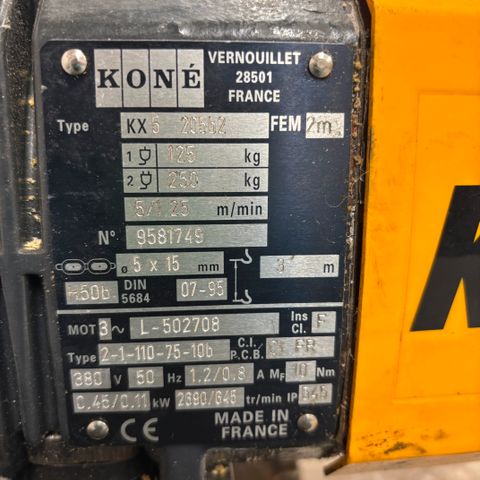 KONÉ
VERNOUILLET
28501
FRANCE
Type KX5 20552 FEM 2m
1 125 kg
2 250 kg
5/1.25 m/min
N° 9581749
ø 5 x 15 mm 3 m
H50b DIN 5684 07-95
MOT 3~ L-502708 Ins Cl. F
Type 2-1-110-75-10b C.I./P.C.B.
380 V 50 Hz 1.2/0.8 A MF 10 Nm
0.45/0.11 kW 2690/645 tr/min IP
CE MADE IN FRANCE
K